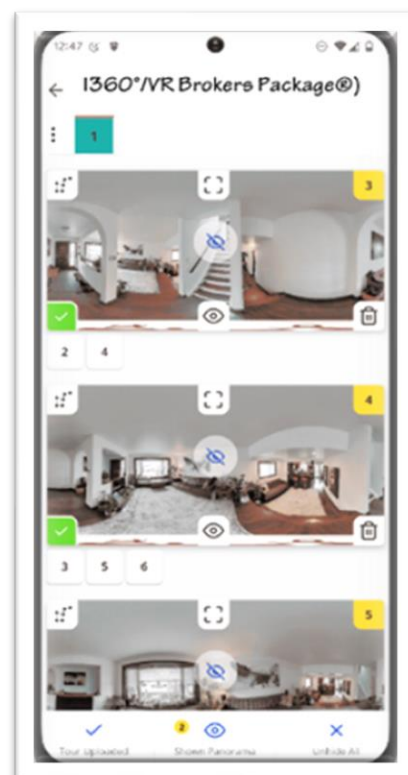 12:47
I360°/VR Brokers Package®)
1
3
2 4
4
3 5 6
5
2
Tour Uploaded Shown Panorama Unhide All